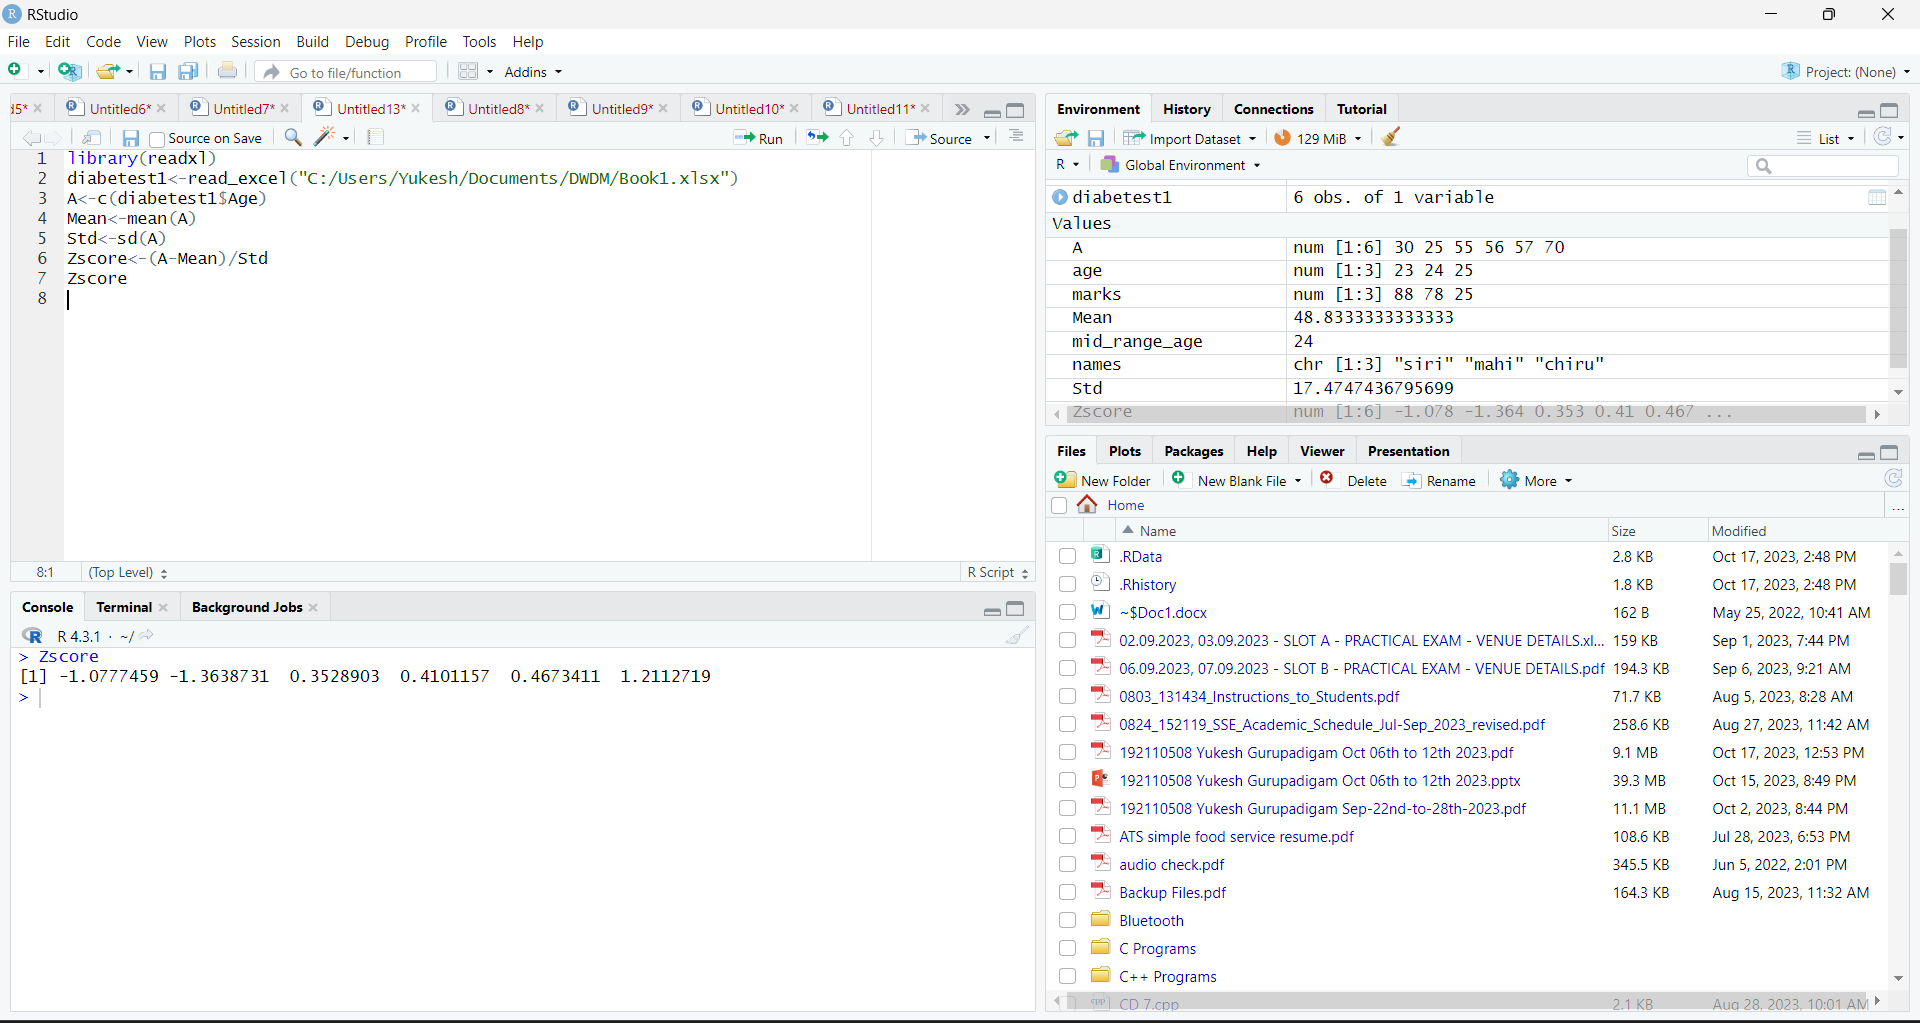 RStudio
File Edit Code View Plots Session Build Debug Profile Tools Help
Go to file/function Addins Project: (None)
15* Untitled6* Untitled7* Untitled13* Untitled8* Untitled9* Untitled10* Untitled11*
Source on Save Run Source
1 library(readxl)
2 diabetest1<-read_excel("C:/Users/Yukesh/Documents/DWDM/Book1.xlsx")
3 A<-c(diabetest1$Age)
4 Mean<-mean(A)
5 Std<-sd(A)
6 Zscore<-(A-Mean)/Std
7 Zscore
8
8:1 (Top Level) R Script
Console Terminal Background Jobs
R 4.3.1 · ~/
> Zscore
[1] -1.0777459 -1.3638731 0.3528903 0.4101157 0.4673411 1.2112719
>
Environment History Connections Tutorial
Import Dataset 129 MiB List
R Global Environment
diabetest1 6 obs. of 1 variable
Values
A num [1:6] 30 25 55 56 57 70
age num [1:3] 23 24 25
marks num [1:3] 88 78 25
Mean 48.8333333333333
mid_range_age 24
names chr [1:3] "siri" "mahi" "chiru"
Std 17.4747436795699
Zscore num [1:6] -1.078 -1.364 0.353 0.41 0.467 ...
Files Plots Packages Help Viewer Presentation
New Folder New Blank File Delete Rename More
Home ...
Name Size Modified
.RData 2.8 KB Oct 17, 2023, 2:48 PM
.Rhistory 1.8 KB Oct 17, 2023, 2:48 PM
~$Doc1.docx 162 B May 25, 2022, 10:41 AM
02.09.2023, 03.09.2023 - SLOT A - PRACTICAL EXAM - VENUE DETAILS.xl... 159 KB Sep 1, 2023, 7:44 PM
06.09.2023, 07.09.2023 - SLOT B - PRACTICAL EXAM - VENUE DETAILS.pdf 194.3 KB Sep 6, 2023, 9:21 AM
0803_131434_Instructions_to_Students.pdf 71.7 KB Aug 5, 2023, 8:28 AM
0824_152119_SSE_Academic_Schedule_Jul-Sep_2023_revised.pdf 258.6 KB Aug 27, 2023, 11:42 AM
192110508 Yukesh Gurupadigam Oct 06th to 12th 2023.pdf 9.1 MB Oct 17, 2023, 12:53 PM
192110508 Yukesh Gurupadigam Oct 06th to 12th 2023.pptx 39.3 MB Oct 15, 2023, 8:49 PM
192110508 Yukesh Gurupadigam Sep-22nd-to-28th-2023.pdf 11.1 MB Oct 2, 2023, 8:44 PM
ATS simple food service resume.pdf 108.6 KB Jul 28, 2023, 6:53 PM
audio check.pdf 345.5 KB Jun 5, 2022, 2:01 PM
Backup Files.pdf 164.3 KB Aug 15, 2023, 11:32 AM
Bluetooth
C Programs
C++ Programs
CD 7.cpp 2.1 KB Aug 28, 2023, 10:01 AM